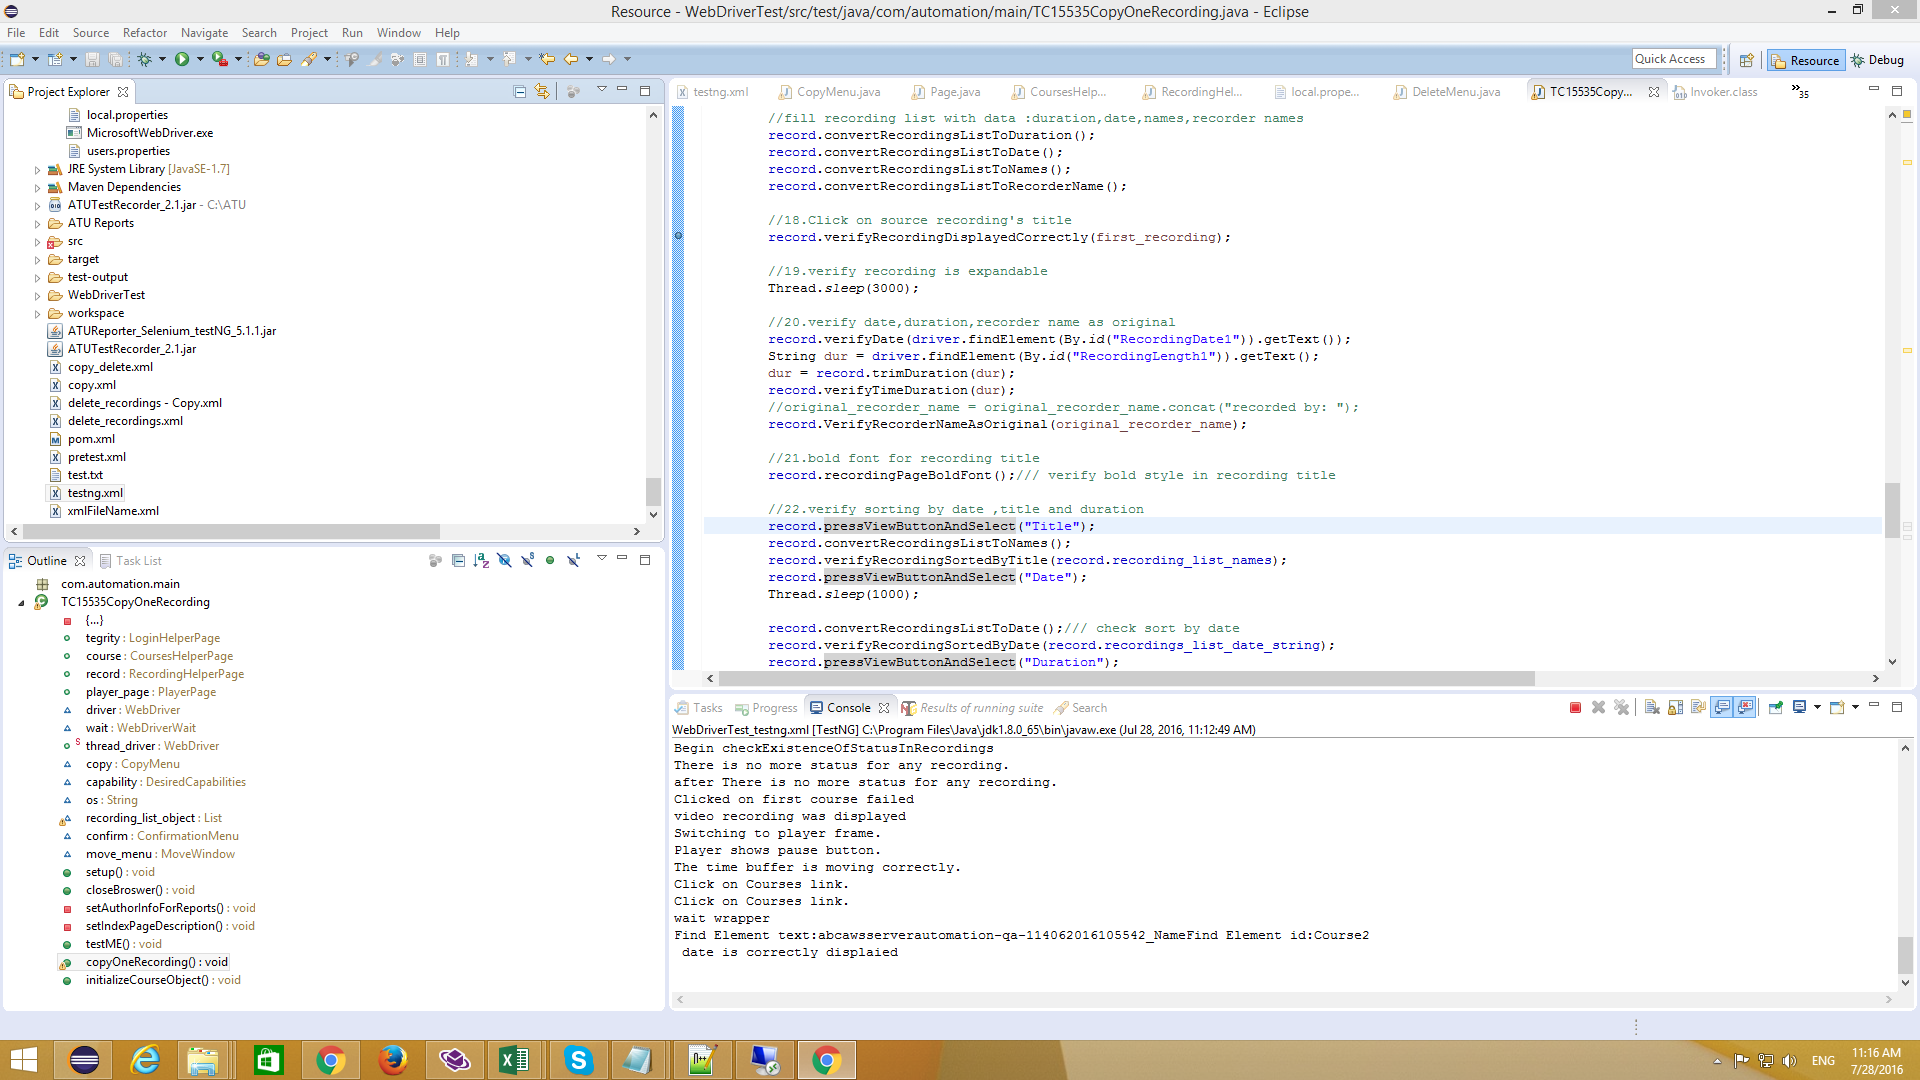 Resource - WebDriverTest/src/test/java/com/automation/main/TC15535CopyOneRecording.java - Eclipse
File Edit Source Refactor Navigate Search Project Run Window Help
Quick Access Resource Debug
Project Explorer
local.properties
MicrosoftWebDriver.exe
users.properties
JRE System Library [JavaSE-1.7]
Maven Dependencies
ATUTestRecorder_2.1.jar - C:\ATU
ATU Reports
src
target
test-output
WebDriverTest
workspace
ATUReporter_Selenium_testNG_5.1.1.jar
ATUTestRecorder_2.1.jar
copy_delete.xml
copy.xml
delete_recordings - Copy.xml
delete_recordings.xml
pom.xml
pretest.xml
test.txt
testng.xml
xmlFileName.xml
Outline Task List
com.automation.main
TC15535CopyOneRecording
{...}
tegrity : LoginHelperPage
course : CoursesHelperPage
record : RecordingHelperPage
player_page : PlayerPage
driver : WebDriver
wait : WebDriverWait
thread_driver : WebDriver
copy : CopyMenu
capability : DesiredCapabilities
os : String
recording_list_object : List
confirm : ConfirmationMenu
move_menu : MoveWindow
setup() : void
closeBroswer() : void
setAuthorInfoForReports() : void
setIndexPageDescription() : void
testME() : void
copyOneRecording() : void
initializeCourseObject() : void
testng.xml CopyMenu.java Page.java CoursesHelp... RecordingHel... local.prope... DeleteMenu.java TC15535Copy... Invoker.class »35
//fill recording list with data :duration,date,names,recorder names
record.convertRecordingsListToDuration();
record.convertRecordingsListToDate();
record.convertRecordingsListToNames();
record.convertRecordingsListToRecorderName();
//18.Click on source recording's title
record.verifyRecordingDisplayedCorrectly(first_recording);
//19.verify recording is expandable
Thread.sleep(3000);
//20.verify date,duration,recorder name as original
record.verifyDate(driver.findElement(By.id("RecordingDate1")).getText());
String dur = driver.findElement(By.id("RecordingLength1")).getText();
dur = record.trimDuration(dur);
record.verifyTimeDuration(dur);
//original_recorder_name = original_recorder_name.concat("recorded by: ");
record.VerifyRecorderNameAsOriginal(original_recorder_name);
//21.bold font for recording title
record.recordingPageBoldFont();/// verify bold style in recording title
//22.verify sorting by date ,title and duration
record.pressViewButtonAndSelect("Title");
record.convertRecordingsListToNames();
record.verifyRecordingSortedByTitle(record.recording_list_names);
record.pressViewButtonAndSelect("Date");
Thread.sleep(1000);
record.convertRecordingsListToDate();/// check sort by date
record.verifyRecordingSortedByDate(record.recordings_list_date_string);
record.pressViewButtonAndSelect("Duration");
Tasks Progress Console Results of running suite Search
WebDriverTest_testng.xml [TestNG] C:\Program Files\Java\jdk1.8.0_65\bin\javaw.exe (Jul 28, 2016, 11:12:49 AM)
Begin checkExistenceOfStatusInRecordings
There is no more status for any recording.
after There is no more status for any recording.
Clicked on first course failed
video recording was displayed
Switching to player frame.
Player shows pause button.
The time buffer is moving correctly.
Click on Courses link.
Click on Courses link.
wait wrapper
Find Element text:abcawsserverautomation-qa-114062016105542_NameFind Element id:Course2
date is correctly displaied
ENG
11:16 AM
7/28/2016